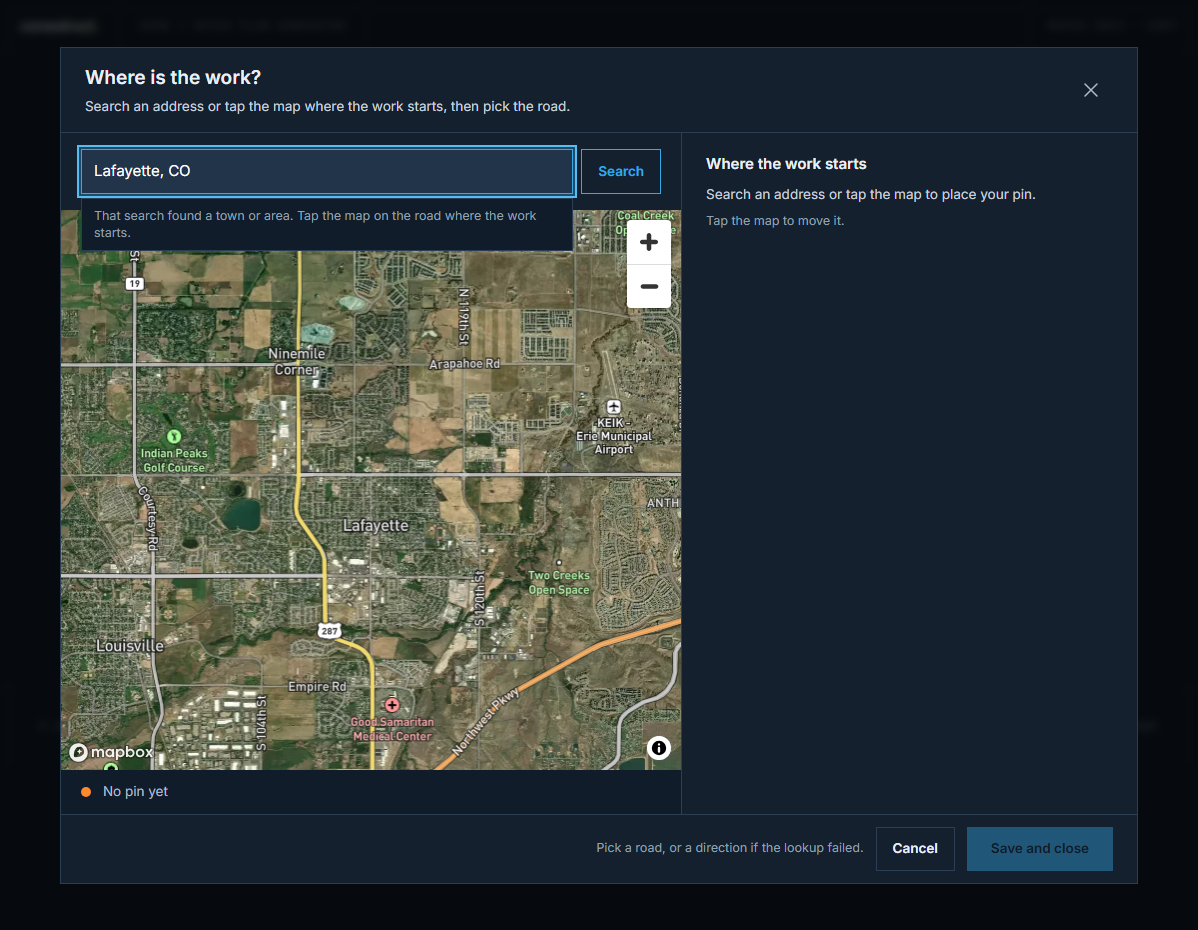 Where is the work?
Search an address or tap the map where the work starts, then pick the road.
Lafayette, CO
Search
That search found a town or area. Tap the map on the road where the work
starts.
Where the work starts
Search an address or tap the map to place your pin.
Tap the map to move it.
Coal Creek
St
19
N 119th St
Ninemile
Corner
Arapahoe Rd
KEIK -
Erie Municipal
Airport
Indian Peaks
Golf Course
Courtesy Rd
ANTH
Lafayette
Two Creeks
Open Space
S 120th St
287
Louisville
Empire Rd
S 104th St
Good Samaritan
Medical Center
Northwest Pkwy
mapbox
No pin yet
Pick a road, or a direction if the lookup failed.
Cancel
Save and close